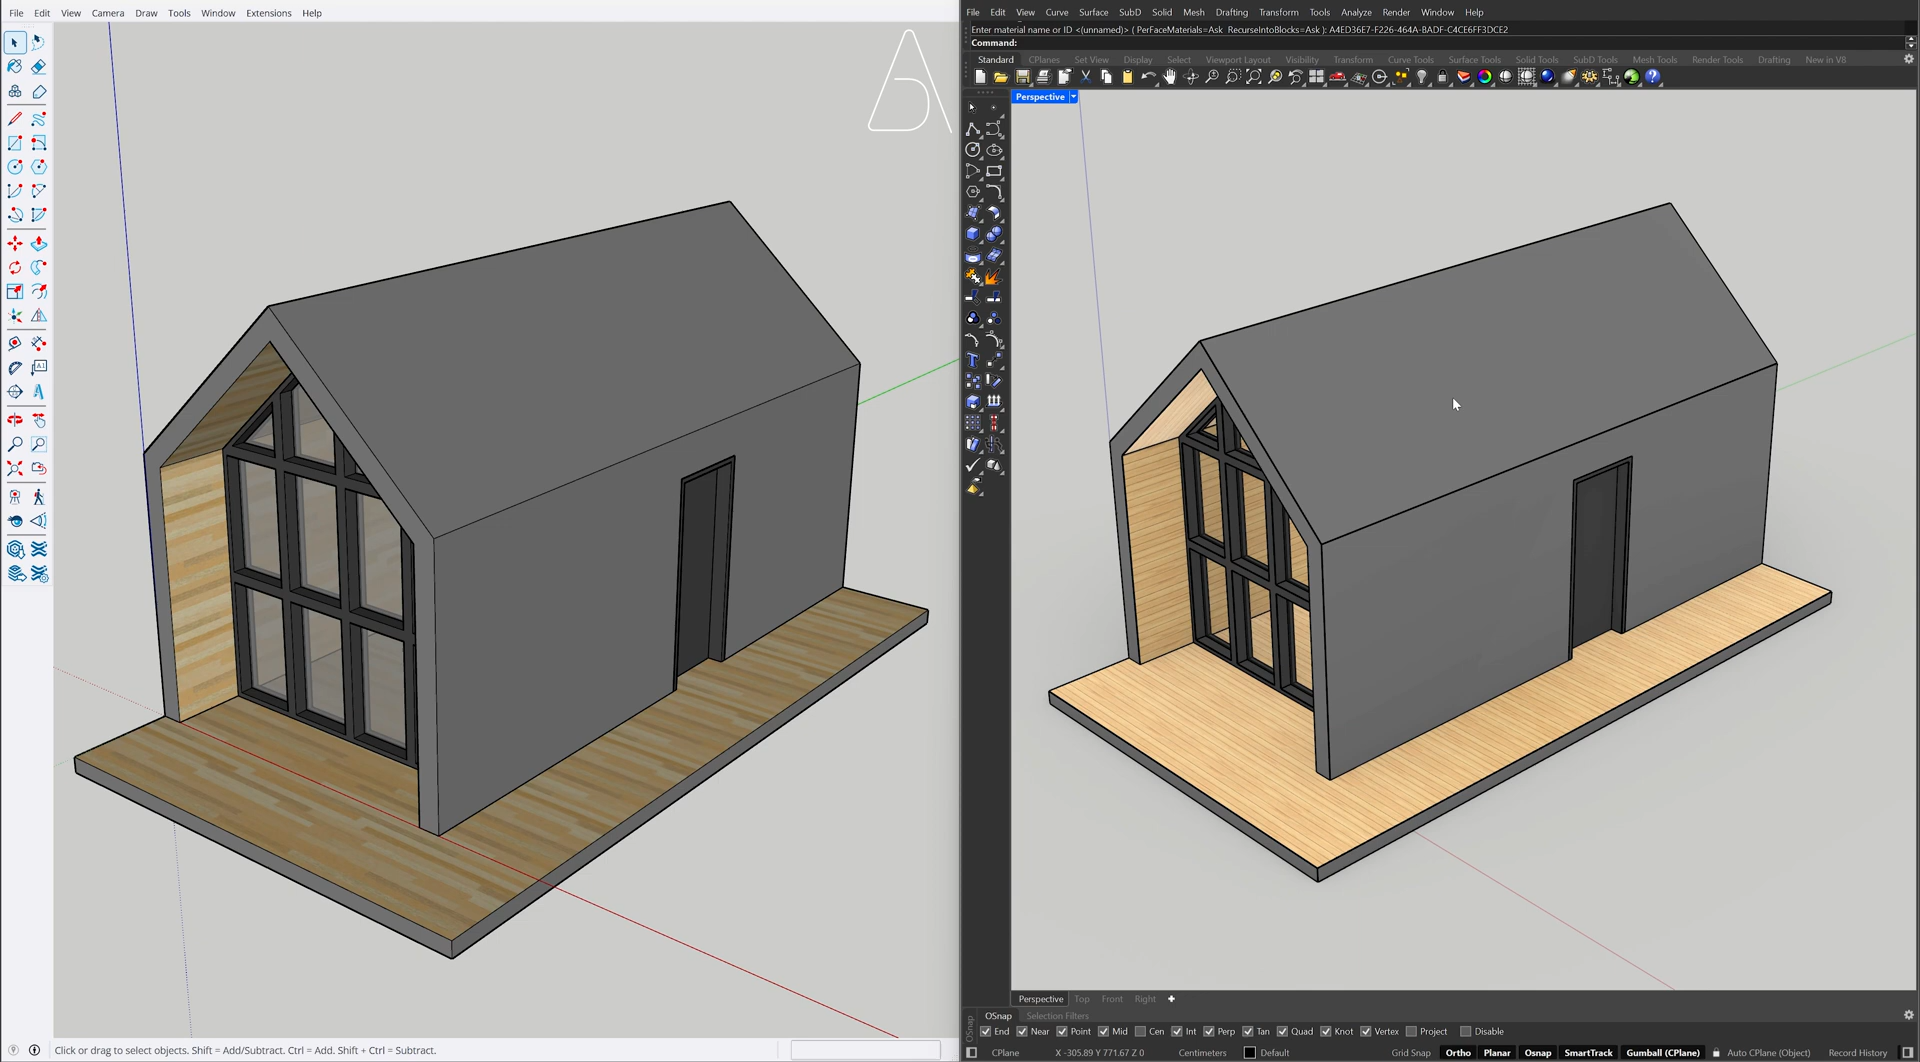 File Edit View Camera Draw Tools Window Extensions Help
Click or drag to select objects. Shift = Add/Subtract. Ctrl = Add. Shift + Ctrl = Subtract.
File Edit View Curve Surface SubD Solid Mesh Dimension Drafting Transform Tools Analyze Render Window Help
Enter material name or ID <(unnamed)> ( PerFaceMaterials=Ask RecurseIntoBlocks=Ask ): A4ED36E7-F226-464A-BADF-C4CE6FF3DCE2
Command:
Standard CPlanes Set View Display Select Viewport Layout Visibility Transform Curve Tools Surface Tools Solid Tools SubD Tools Mesh Tools Render Tools Drafting New in V8
Perspective
Perspective Top Front Right
OSnap Selection Filters
OSnap
End Near Point Mid Cen Int Perp Tan Quad Knot Vertex Project Disable
CPlane X -305.89 Y 771.67 Z 0 Centimeters Default Grid Snap Ortho Planar Osnap SmartTrack Gumball (CPlane) Auto CPlane (Object) Record History